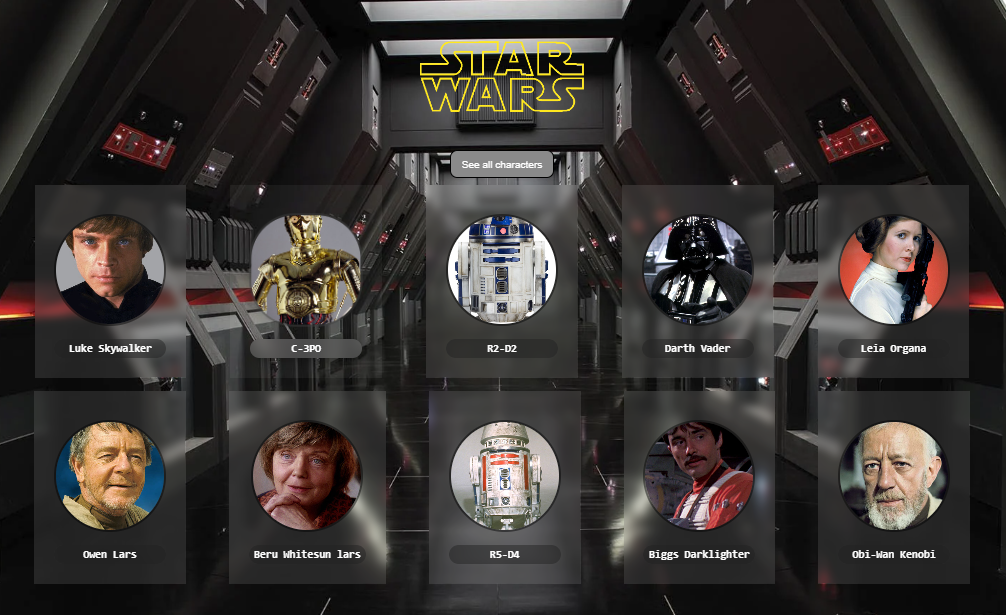 STAR
WARS
See all characters
Luke Skywalker
C-3PO
R2-D2
Darth Vader
Leia Organa
Owen Lars
Beru Whitesun lars
R5-D4
Biggs Darklighter
Obi-Wan Kenobi